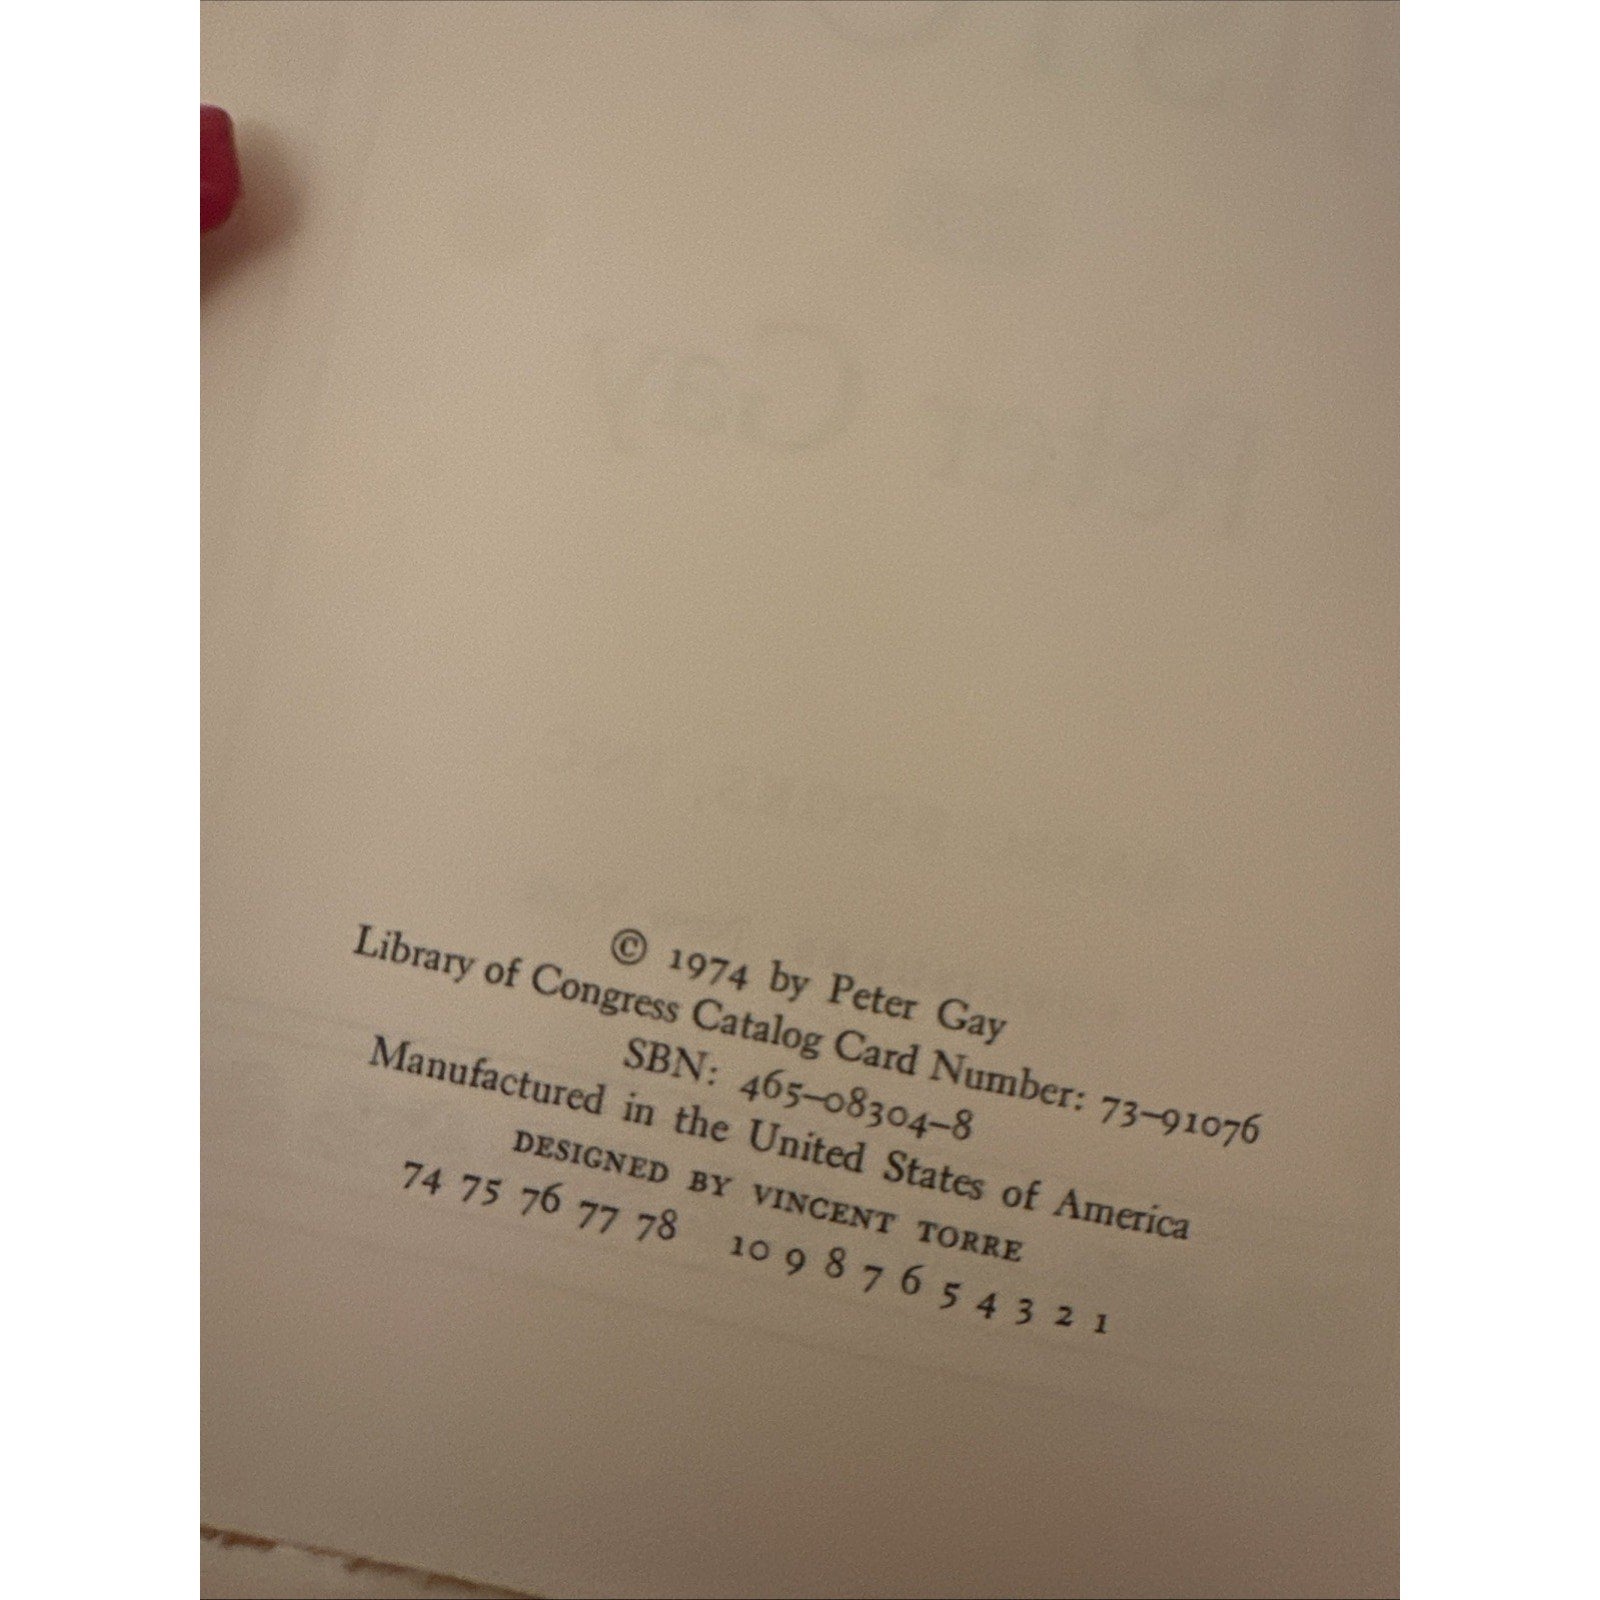 © 1974 by Peter Gay
Library of Congress Catalog Card Number: 73–91076
SBN: 465–08304–8
Manufactured in the United States of America
DESIGNED BY VINCENT TORRE
74 75 76 77 78 10 9 8 7 6 5 4 3 2 1